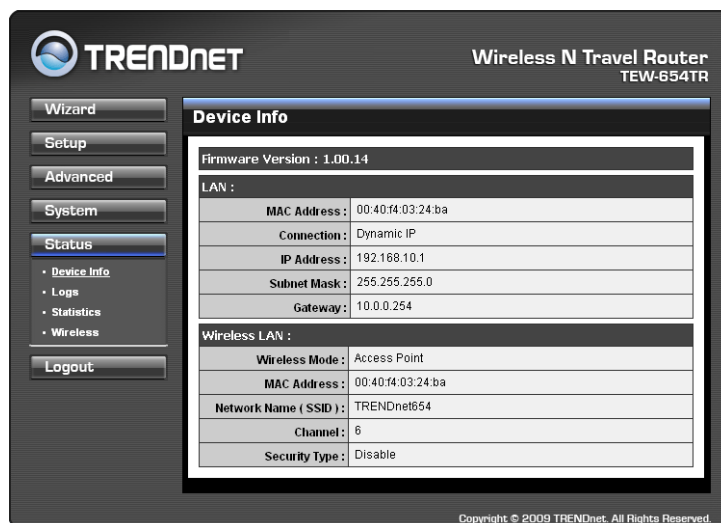 TRENDNET
Wireless N Travel Router
TEW-654TR
Wizard
Setup
Advanced
System
Status
• Device Info
• Logs
• Statistics
• Wireless
Logout
Device Info
Firmware Version : 1.00.14
LAN :
MAC Address : 00:40:f4:03:24:ba
Connection : Dynamic IP
IP Address : 192.168.10.1
Subnet Mask : 255.255.255.0
Gateway : 10.0.0.254
Wireless LAN :
Wireless Mode : Access Point
MAC Address : 00:40:f4:03:24:ba
Network Name ( SSID ) : TRENDnet654
Channel : 6
Security Type : Disable
Copyright © 2009 TRENDnet. All Rights Reserved.